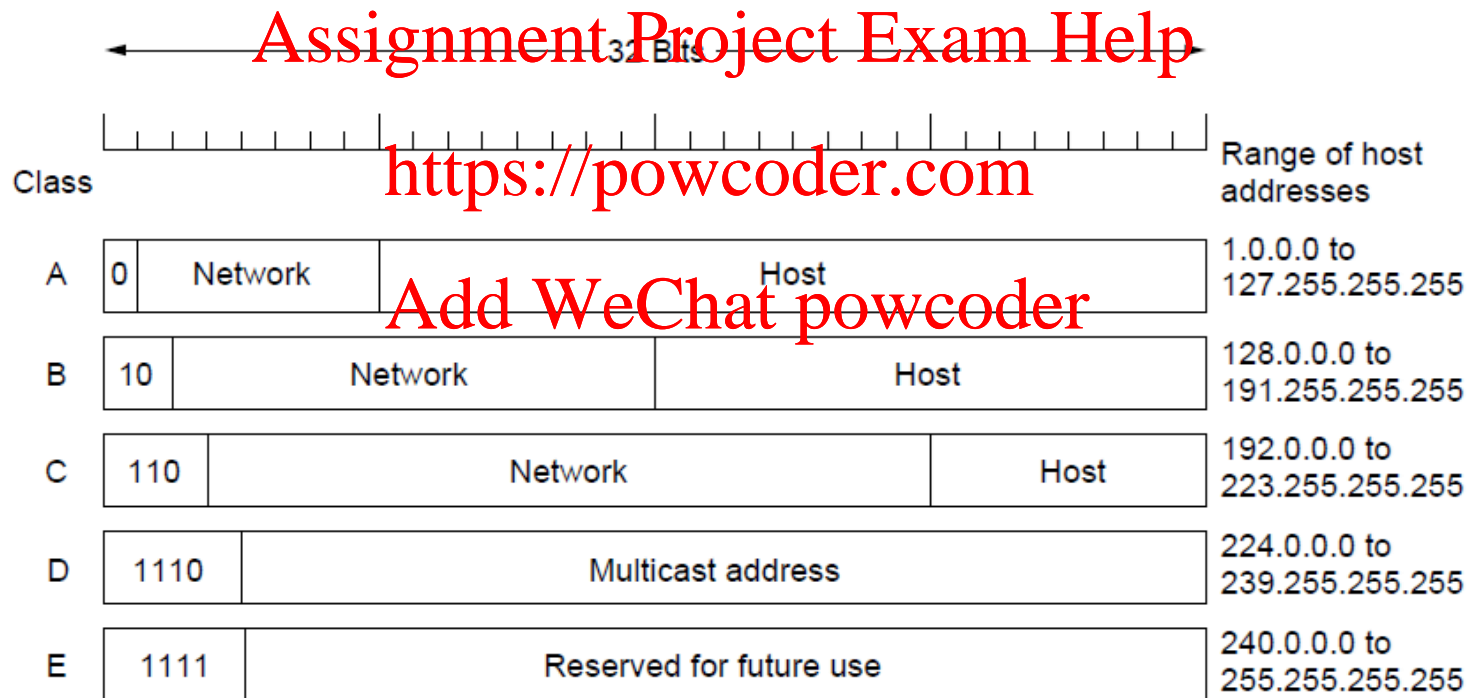 Assignment Project Exam Help
32 Bits
https://powcoder.com
Range of host
addresses
Class
A 0 Network Host 1.0.0.0 to
127.255.255.255
Add WeChat powcoder
B 10 Network Host 128.0.0.0 to
191.255.255.255
C 110 Network Host 192.0.0.0 to
223.255.255.255
D 1110 Multicast address 224.0.0.0 to
239.255.255.255
E 1111 Reserved for future use 240.0.0.0 to
255.255.255.255